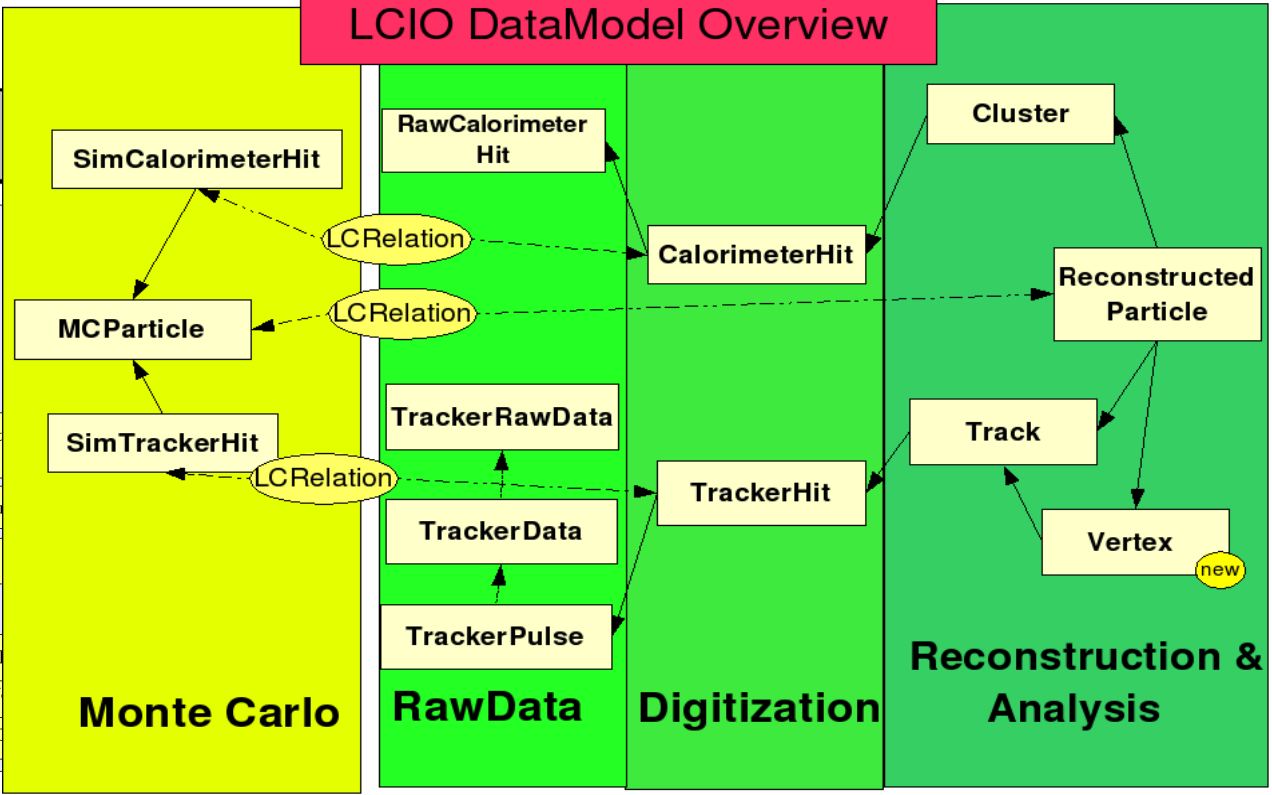 LCIO DataModel Overview
SimCalorimeterHit
LCRelation
MCParticle
LCRelation
SimTrackerHit
LCRelation
Monte Carlo
RawCalorimeter
Hit
TrackerRawData
TrackerData
TrackerPulse
RawData
CalorimeterHit
TrackerHit
Digitization
Cluster
Reconstructed
Particle
Track
Vertex
new
Reconstruction &
Analysis